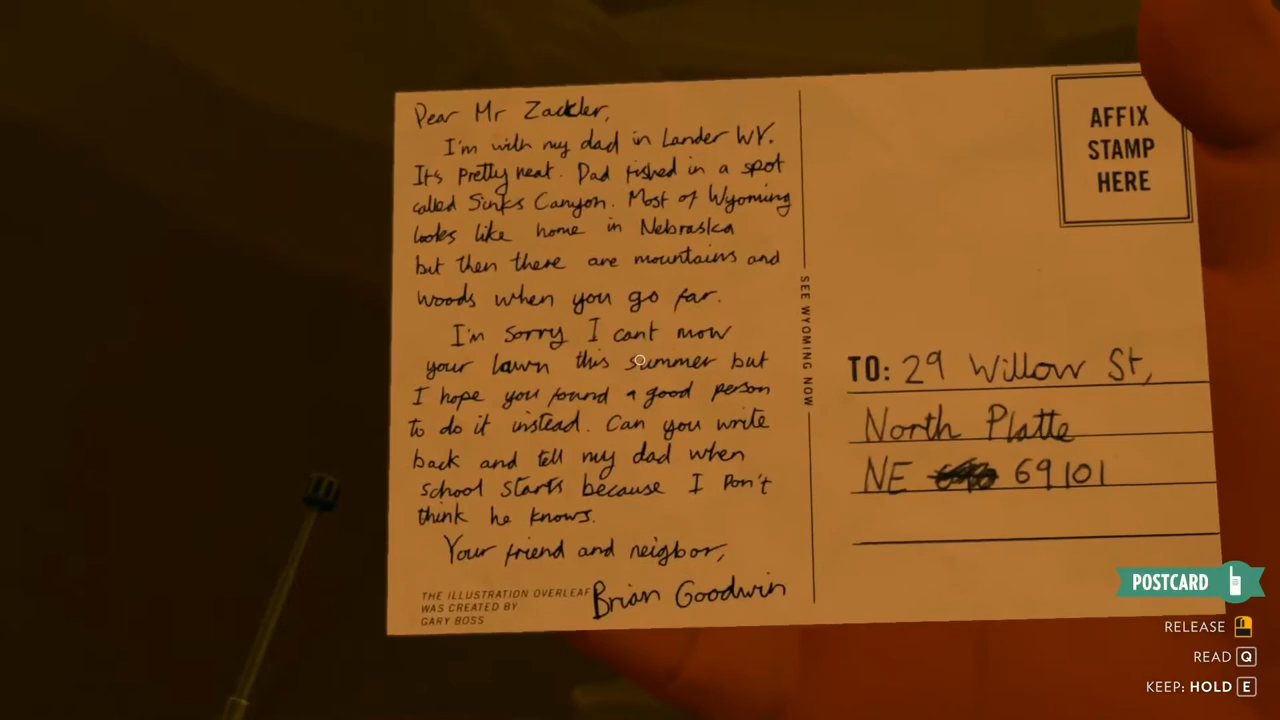 Dear Mr Zackler,
I'm with my dad in Lander WY.
It's pretty neat. Dad fished in a spot
called Sinks Canyon. Most of Wyoming
looks like home in Nebraska
but then there are mountains and
woods when you go far.
I'm sorry I cant mow
your lawn this summer but
I hope you found a good person
to do it instead. Can you write
back and tell my dad when
school starts because I Don't
think he knows.
Your friend and neigbor,
Brian Goodwin
THE ILLUSTRATION OVERLEAF
WAS CREATED BY
GARY BOSS
SEE WYOMING NOW
AFFIX
STAMP
HERE
TO: 29 Willow St,
North Platte
NE 69101
POSTCARD
RELEASE
READ Q
KEEP: HOLD E